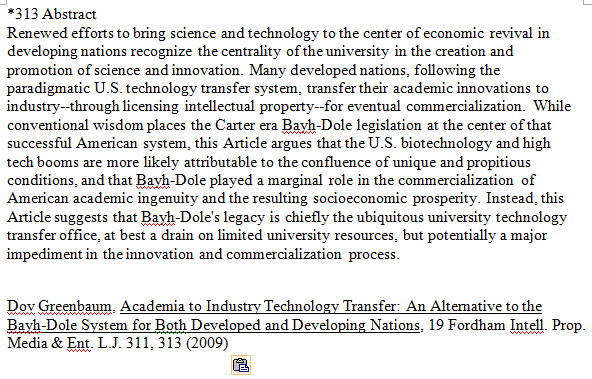 *313 Abstract
Renewed efforts to bring science and technology to the center of economic revival in
developing nations recognize the centrality of the university in the creation and
promotion of science and innovation. Many developed nations, following the
paradigmatic U.S. technology transfer system, transfer their academic innovations to
industry--through licensing intellectual property--for eventual commercialization. While
conventional wisdom places the Carter era Bayh-Dole legislation at the center of that
successful American system, this Article argues that the U.S. biotechnology and high
tech booms are more likely attributable to the confluence of unique and propitious
conditions, and that Bayh-Dole played a marginal role in the commercialization of
American academic ingenuity and the resulting socioeconomic prosperity. Instead, this
Article suggests that Bayh-Dole's legacy is chiefly the ubiquitous university technology
transfer office, at best a drain on limited university resources, but potentially a major
impediment in the innovation and commercialization process.
Dov Greenbaum, Academia to Industry Technology Transfer: An Alternative to the
Bayh-Dole System for Both Developed and Developing Nations, 19 Fordham Intell. Prop.
Media & Ent. L.J. 311, 313 (2009)